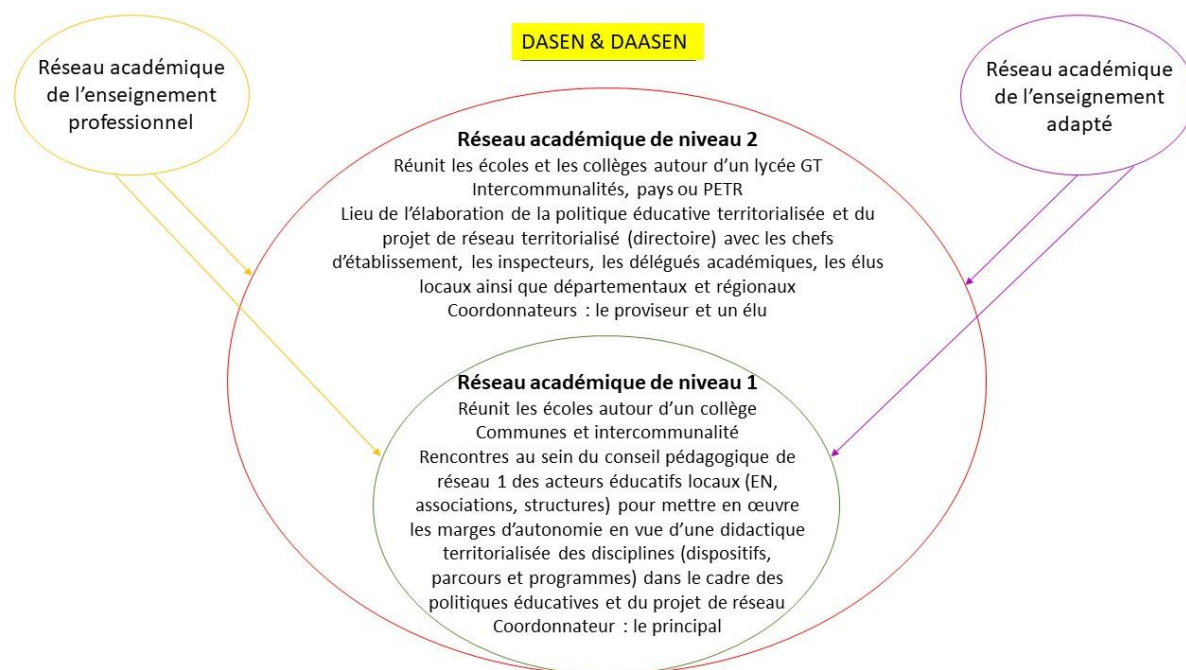 DASEN & DAASEN
Réseau académique
de l'enseignement
professionnel
Réseau académique
de l'enseignement
adapté
Réseau académique de niveau 2
Réunit les écoles et les collèges autour d'un lycée GT
Intercommunalités, pays ou PETR
Lieu de l'élaboration de la politique éducative territorialisée et du
projet de réseau territorialisé (directoire) avec les chefs
d'établissement, les inspecteurs, les délégués académiques, les élus
locaux ainsi que départementaux et régionaux
Coordonnateurs : le proviseur et un élu
Réseau académique de niveau 1
Réunit les écoles autour d'un collège
Communes et intercommunalité
Rencontres au sein du conseil pédagogique de
réseau 1 des acteurs éducatifs locaux (EN,
associations, structures) pour mettre en œuvre
les marges d'autonomie en vue d'une didactique
territorialisée des disciplines (dispositifs,
parcours et programmes) dans le cadre des
politiques éducatives et du projet de réseau
Coordonnateur : le principal